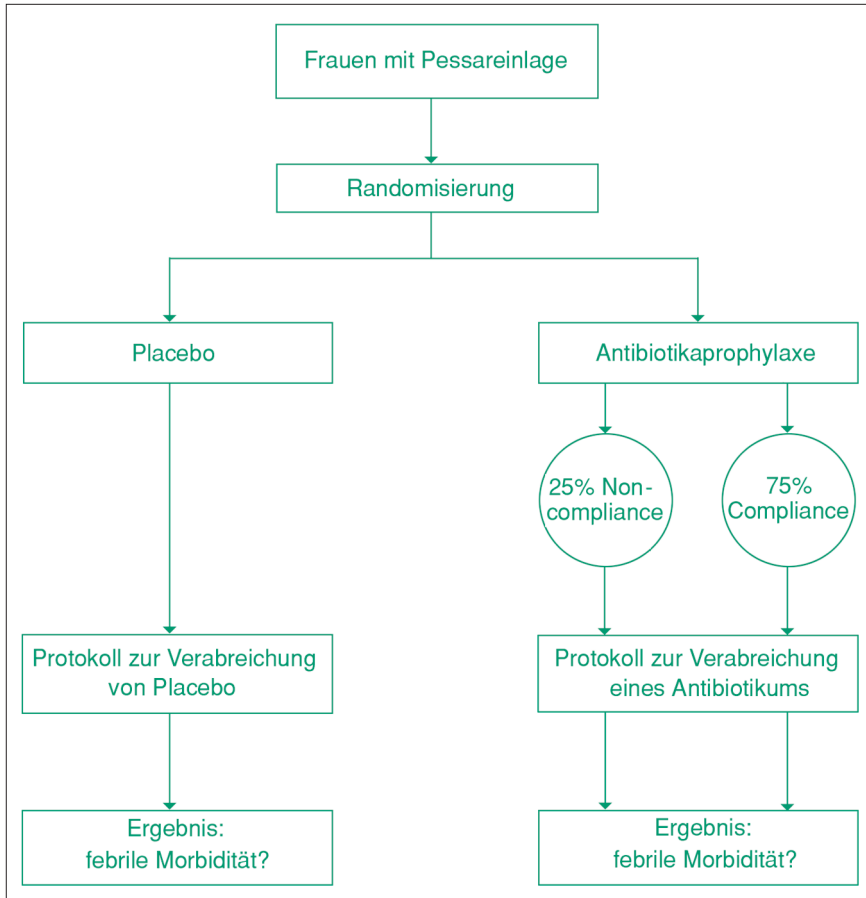 Frauen mit Pessareinlage
Randomisierung
Placebo
Antibiotikaprophylaxe
25% Non-
compliance
75%
Compliance
Protokoll zur Verabreichung
von Placebo
Protokoll zur Verabreichung
eines Antibiotikums
Ergebnis:
febrile Morbidität?
Ergebnis:
febrile Morbidität?